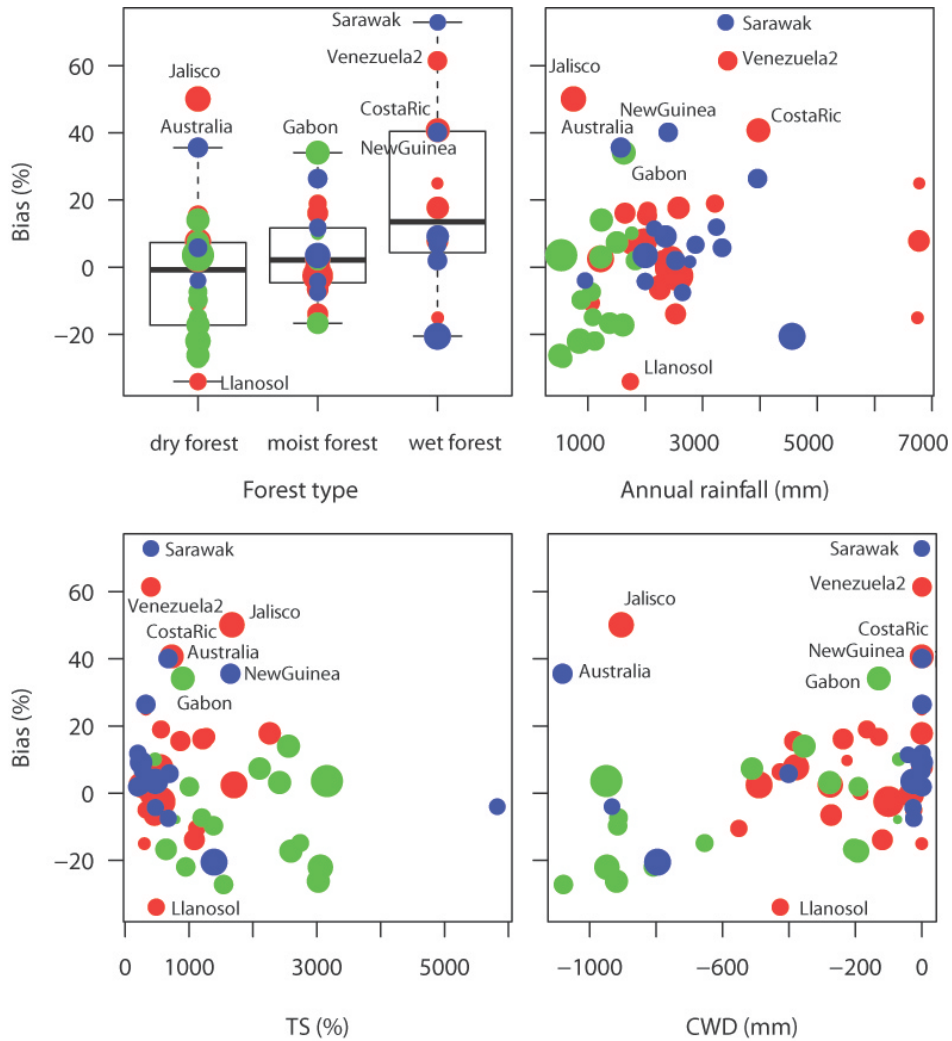 Sarawak
Venezuela2
Jalisco
Australia
Gabon
CostaRic
NewGuinea
Llanosol
60
40
20
0
−20
Bias (%)
dry forest moist forest wet forest
Forest type
Sarawak
Venezuela2
Jalisco
NewGuinea
CostaRic
Australia
Gabon
Llanosol
1000 3000 5000 7000
Annual rainfall (mm)
Sarawak
Venezuela2
Jalisco
CostaRic
Australia
NewGuinea
Gabon
Llanosol
60
40
20
0
−20
Bias (%)
0 1000 3000 5000
TS (%)
Sarawak
Venezuela2
Jalisco
CostaRic
NewGuinea
Australia
Gabon
Llanosol
−1000 −600 −200 0
CWD (mm)